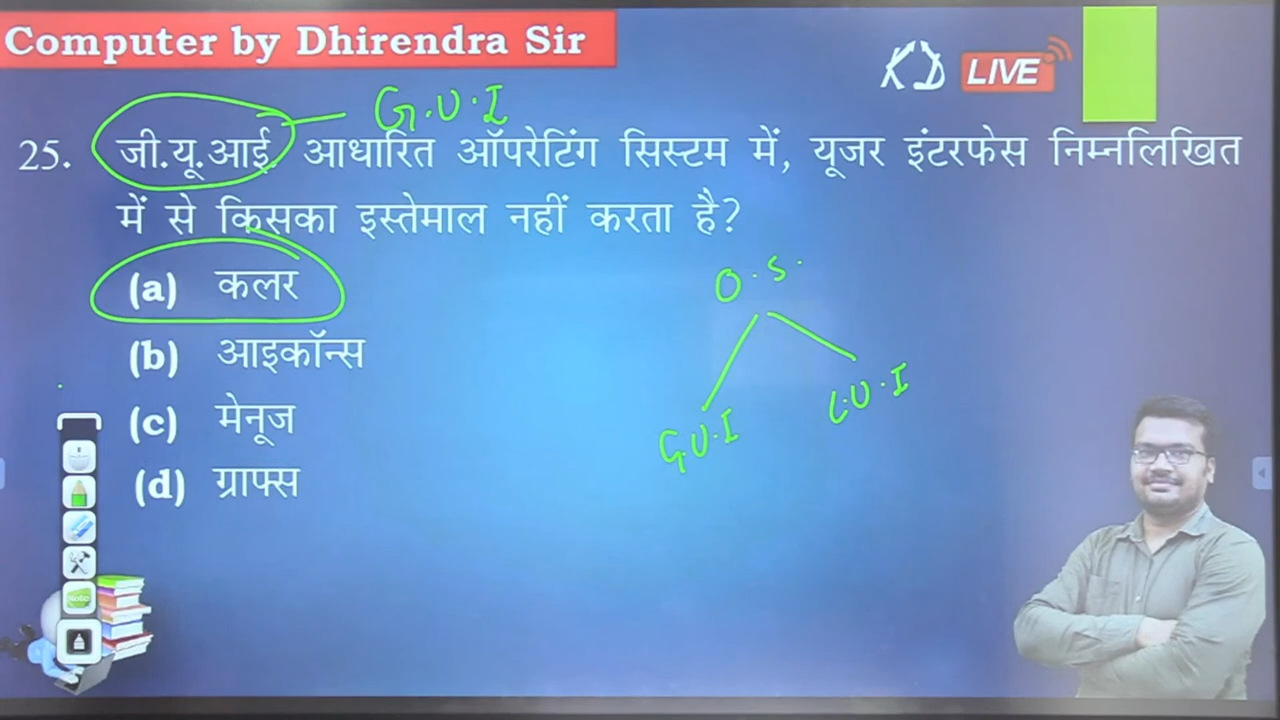 Computer by Dhirendra Sir
KD LIVE
G.U.I
25. जी.यू.आई. आधारित ऑपरेटिंग सिस्टम में, यूजर इंटरफेस निम्नलिखित
में से किसका इस्तेमाल नहीं करता है?
O.S.
(a) कलर
(b) आइकॉन्स
C.U.I
(c) मेनूज
G.U.I
(d) ग्राफ्स